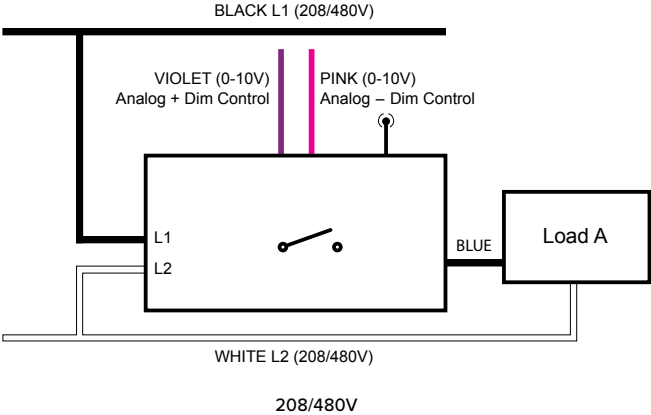 BLACK L1 (208/480V)
VIOLET (0-10V)
Analog + Dim Control
PINK (0-10V)
Analog – Dim Control
L1
L2
BLUE
Load A
WHITE L2 (208/480V)
208/480V